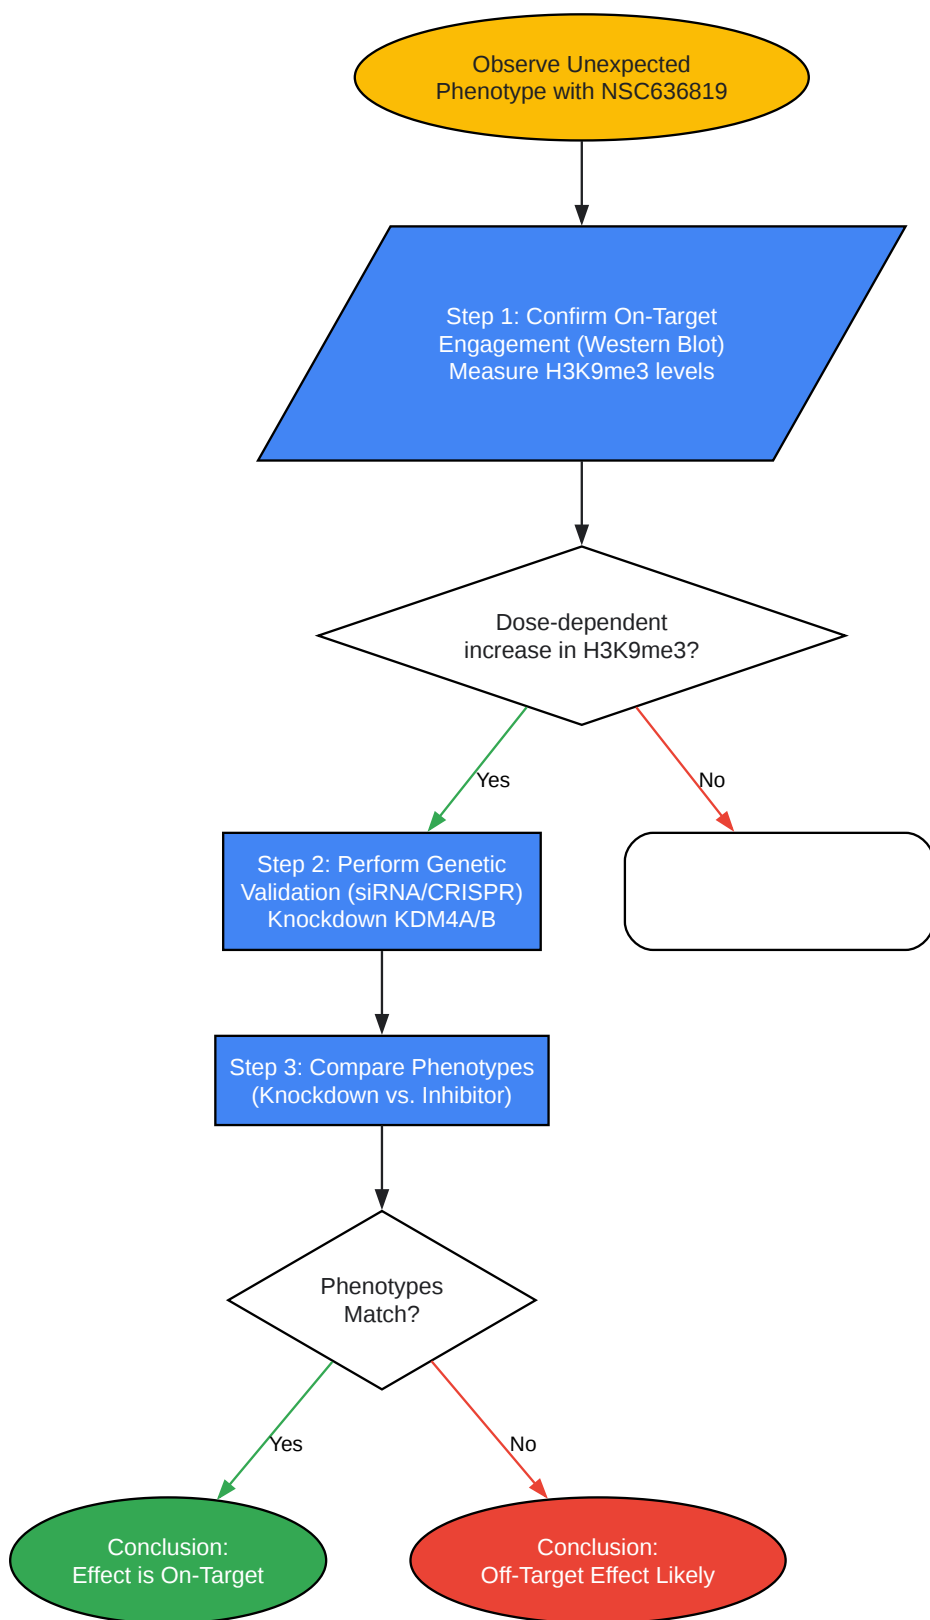 Observe Unexpected
Phenotype with NSC636819
Step 1: Confirm On-Target
Engagement (Western Blot)
Measure H3K9me3 levels
Dose-dependent
increase in H3K9me3?
Yes
No
Step 2: Perform Genetic
Validation (siRNA/CRISPR)
Knockdown KDM4A/B
Step 3: Compare Phenotypes
(Knockdown vs. Inhibitor)
Phenotypes
Match?
Yes
No
Conclusion:
Effect is On-Target
Conclusion:
Off-Target Effect Likely